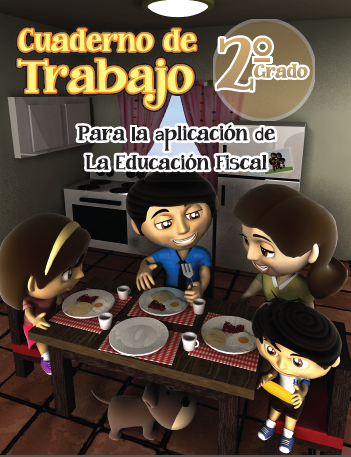 Cuaderno de
Trabajo
2º
Grado
Para la aplicación de
La Educación Fiscal